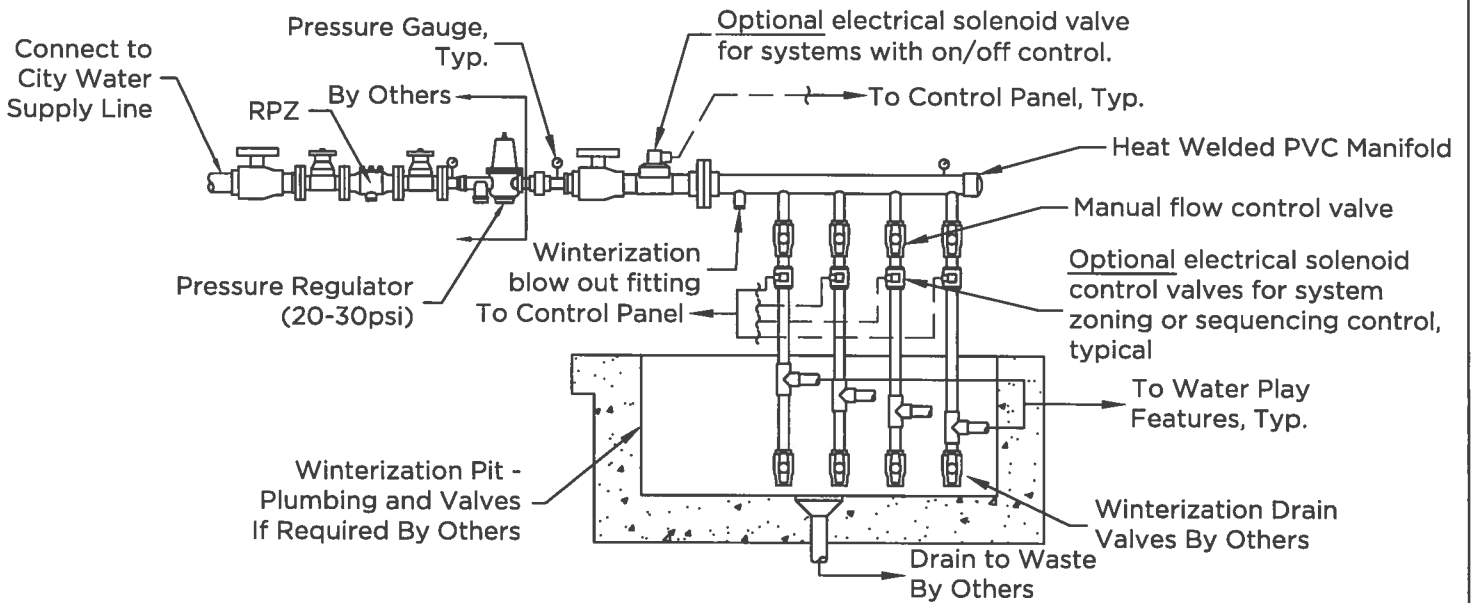 Connect to
City Water
Supply Line
Pressure Gauge,
Typ.
Optional electrical solenoid valve
for systems with on/off control.
By Others
RPZ
To Control Panel, Typ.
Heat Welded PVC Manifold
Manual flow control valve
Winterization
blow out fitting
To Control Panel
Pressure Regulator
(20-30psi)
Optional electrical solenoid
control valves for system
zoning or sequencing control,
typical
To Water Play
Features, Typ.
Winterization Pit -
Plumbing and Valves
If Required By Others
Winterization Drain
Valves By Others
Drain to Waste
By Others